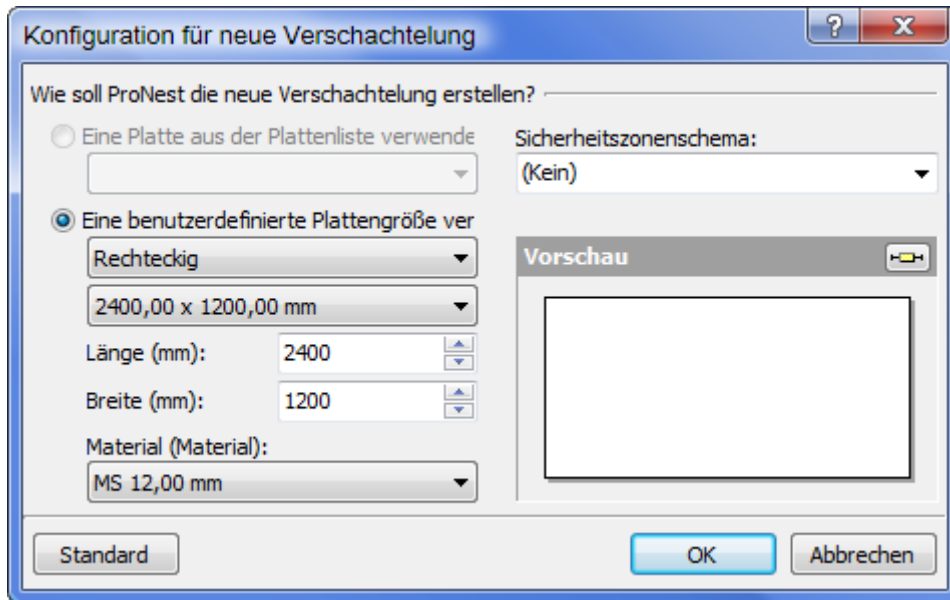 Konfiguration für neue Verschachtelung
Wie soll ProNest die neue Verschachtelung erstellen?
Eine Platte aus der Plattenliste verwende
Sicherheitszonenschema:
(Kein)
Eine benutzerdefinierte Plattengröße ver
Rechteckig
Vorschau
2400,00 x 1200,00 mm
Länge (mm):
2400
Breite (mm):
1200
Material (Material):
MS 12,00 mm
Standard
OK
Abbrechen